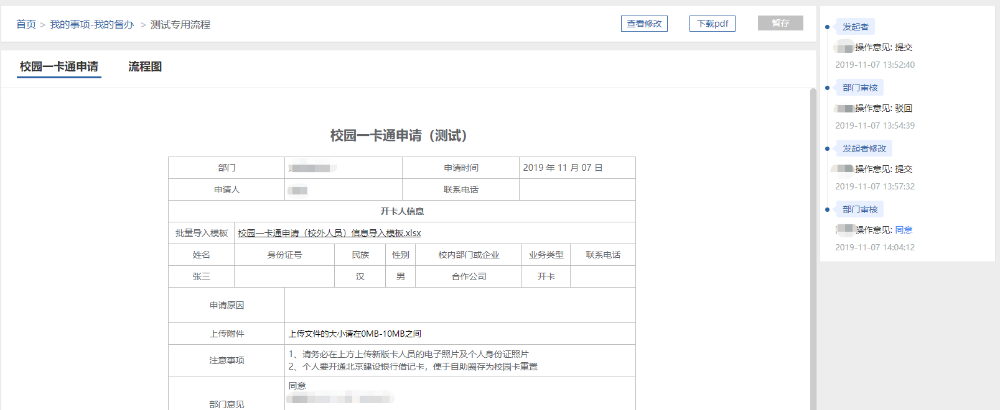 首页 > 我的事项-我的督办 > 测试专用流程
查看修改
下载pdf
暂存
校园一卡通申请
流程图
校园一卡通申请（测试）
部门
申请时间
2019 年 11 月 07 日
申请人
联系电话
开卡人信息
批量导入模板
校园一卡通申请（校外人员）信息导入模板.xlsx
姓名
身份证号
民族
性别
校内部门或企业
业务类型
联系电话
张三
汉
男
合作公司
开卡
申请原因
上传附件
上传文件的大小请在0MB-10MB之间
注意事项
1、请务必在上方上传新版卡人员的电子照片及个人身份证照片
2、个人要开通北京建设银行借记卡，便于自助圈存为校园卡重置
部门意见
同意
发起者
操作意见: 提交
2019-11-07 13:52:40
部门审核
操作意见: 驳回
2019-11-07 13:54:39
发起者修改
操作意见: 提交
2019-11-07 13:57:32
部门审核
操作意见: 同意
2019-11-07 14:04:12